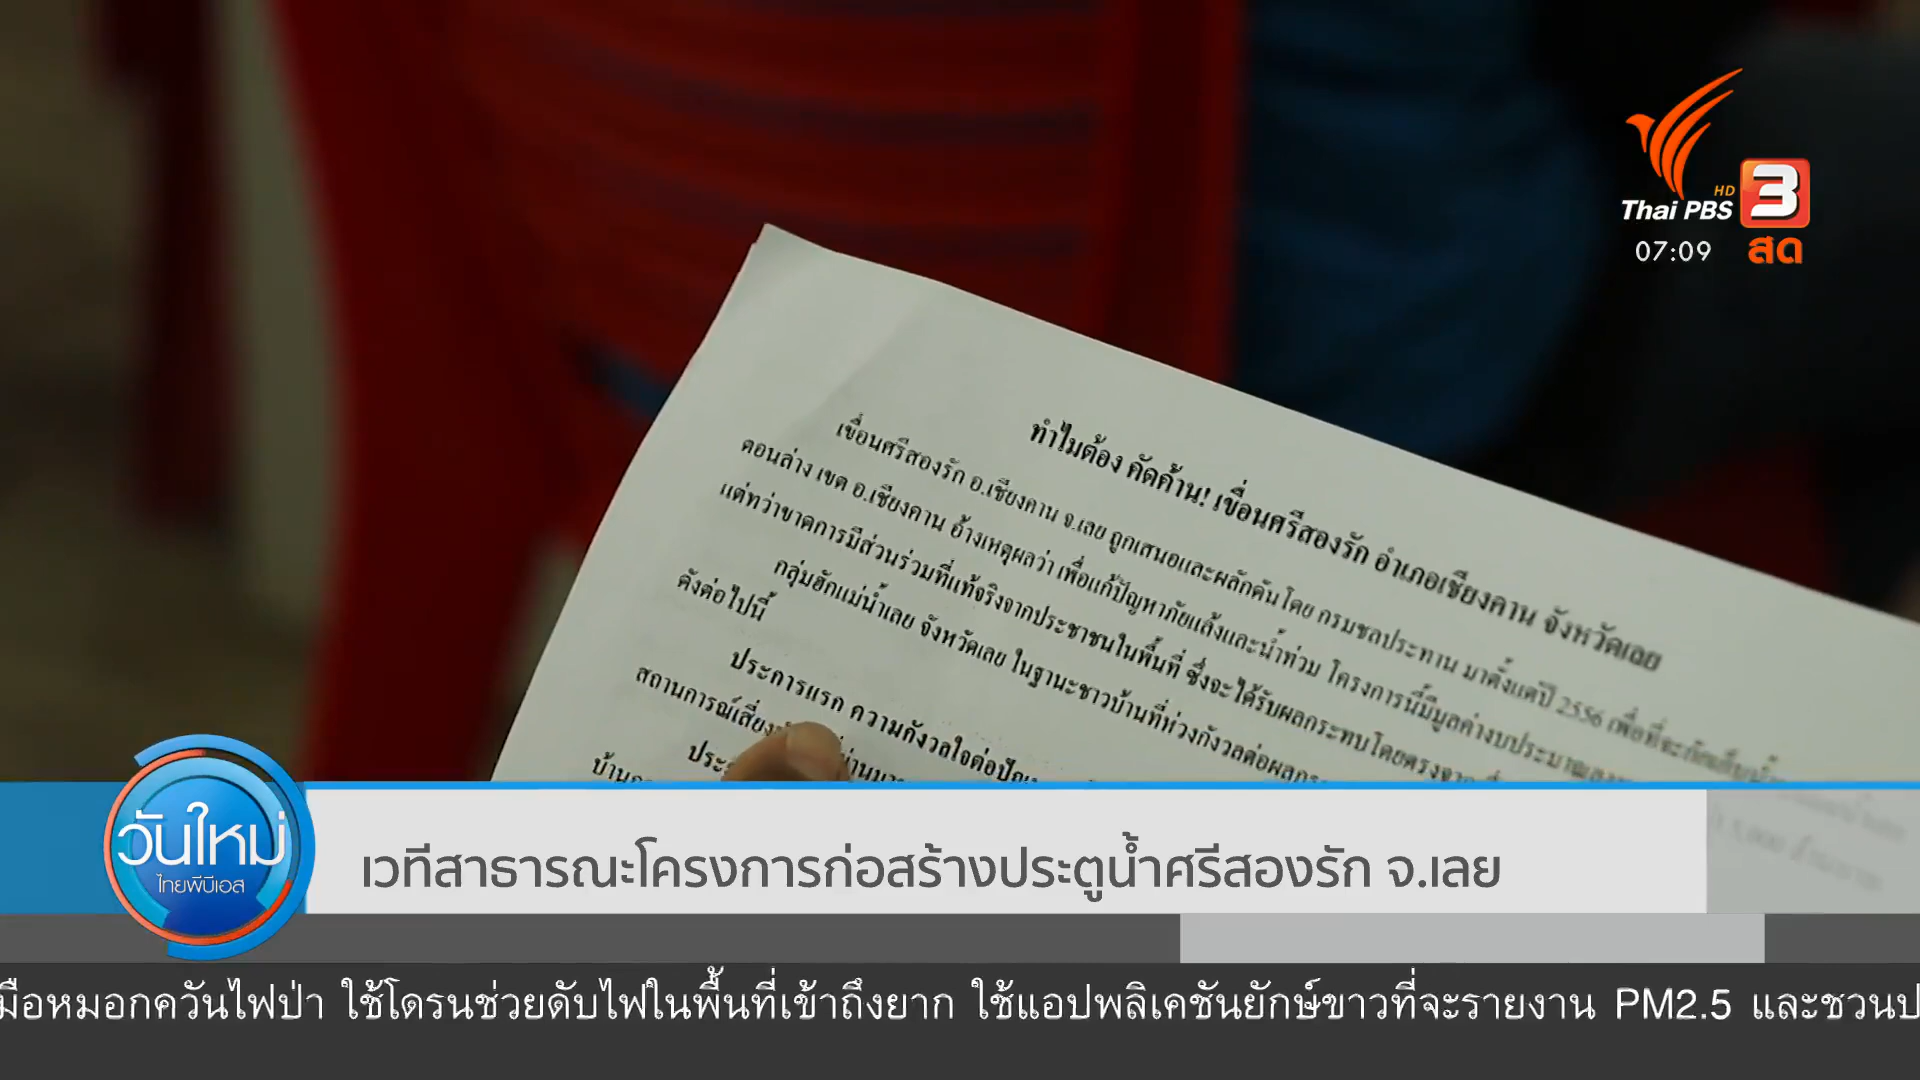 HD
Thai PBS 3
07:09 สด
ทำไมต้อง คัดค้าน! เขื่อนศรีสองรัก อำเภอเชียงคาน จังหวัดเลย
เขื่อนศรีสองรัก อ.เชียงคาน จ.เลย ถูกเสนอและผลักดันโดย กรมชลประทาน มาตั้งแต่ปี 2556 เพื่อที่จะกักเก็บน้ำ
ตอนล่าง เขต อ.เชียงคาน อ้างเหตุผลว่า เพื่อแก้ปัญหาภัยแล้งและน้ำท่วม โครงการนี้มีมูลค่างบประมาณ
แต่ทว่าขาดการมีส่วนร่วมที่แท้จริงจากประชาชนในพื้นที่ ซึ่งจะได้รับผลกระทบโดยตรงจาก
กลุ่มฮักแม่น้ำเลย จังหวัดเลย ในฐานะชาวบ้านที่ห่วงกังวลต่อ
ดังต่อไปนี้
ประการแรก ความกังวลใจต่อ
สถานการณ์เสี่ยง
วันใหม่
ไทยพีบีเอส
เวทีสาธารณะโครงการก่อสร้างประตูน้ำศรีสองรัก จ.เลย
มือหมอกควันไฟป่า ใช้โดรนช่วยดับไฟในพื้นที่เข้าถึงยาก ใช้แอปพลิเคชันยักษ์ขาวที่จะรายงาน PM2.5 และชวนป